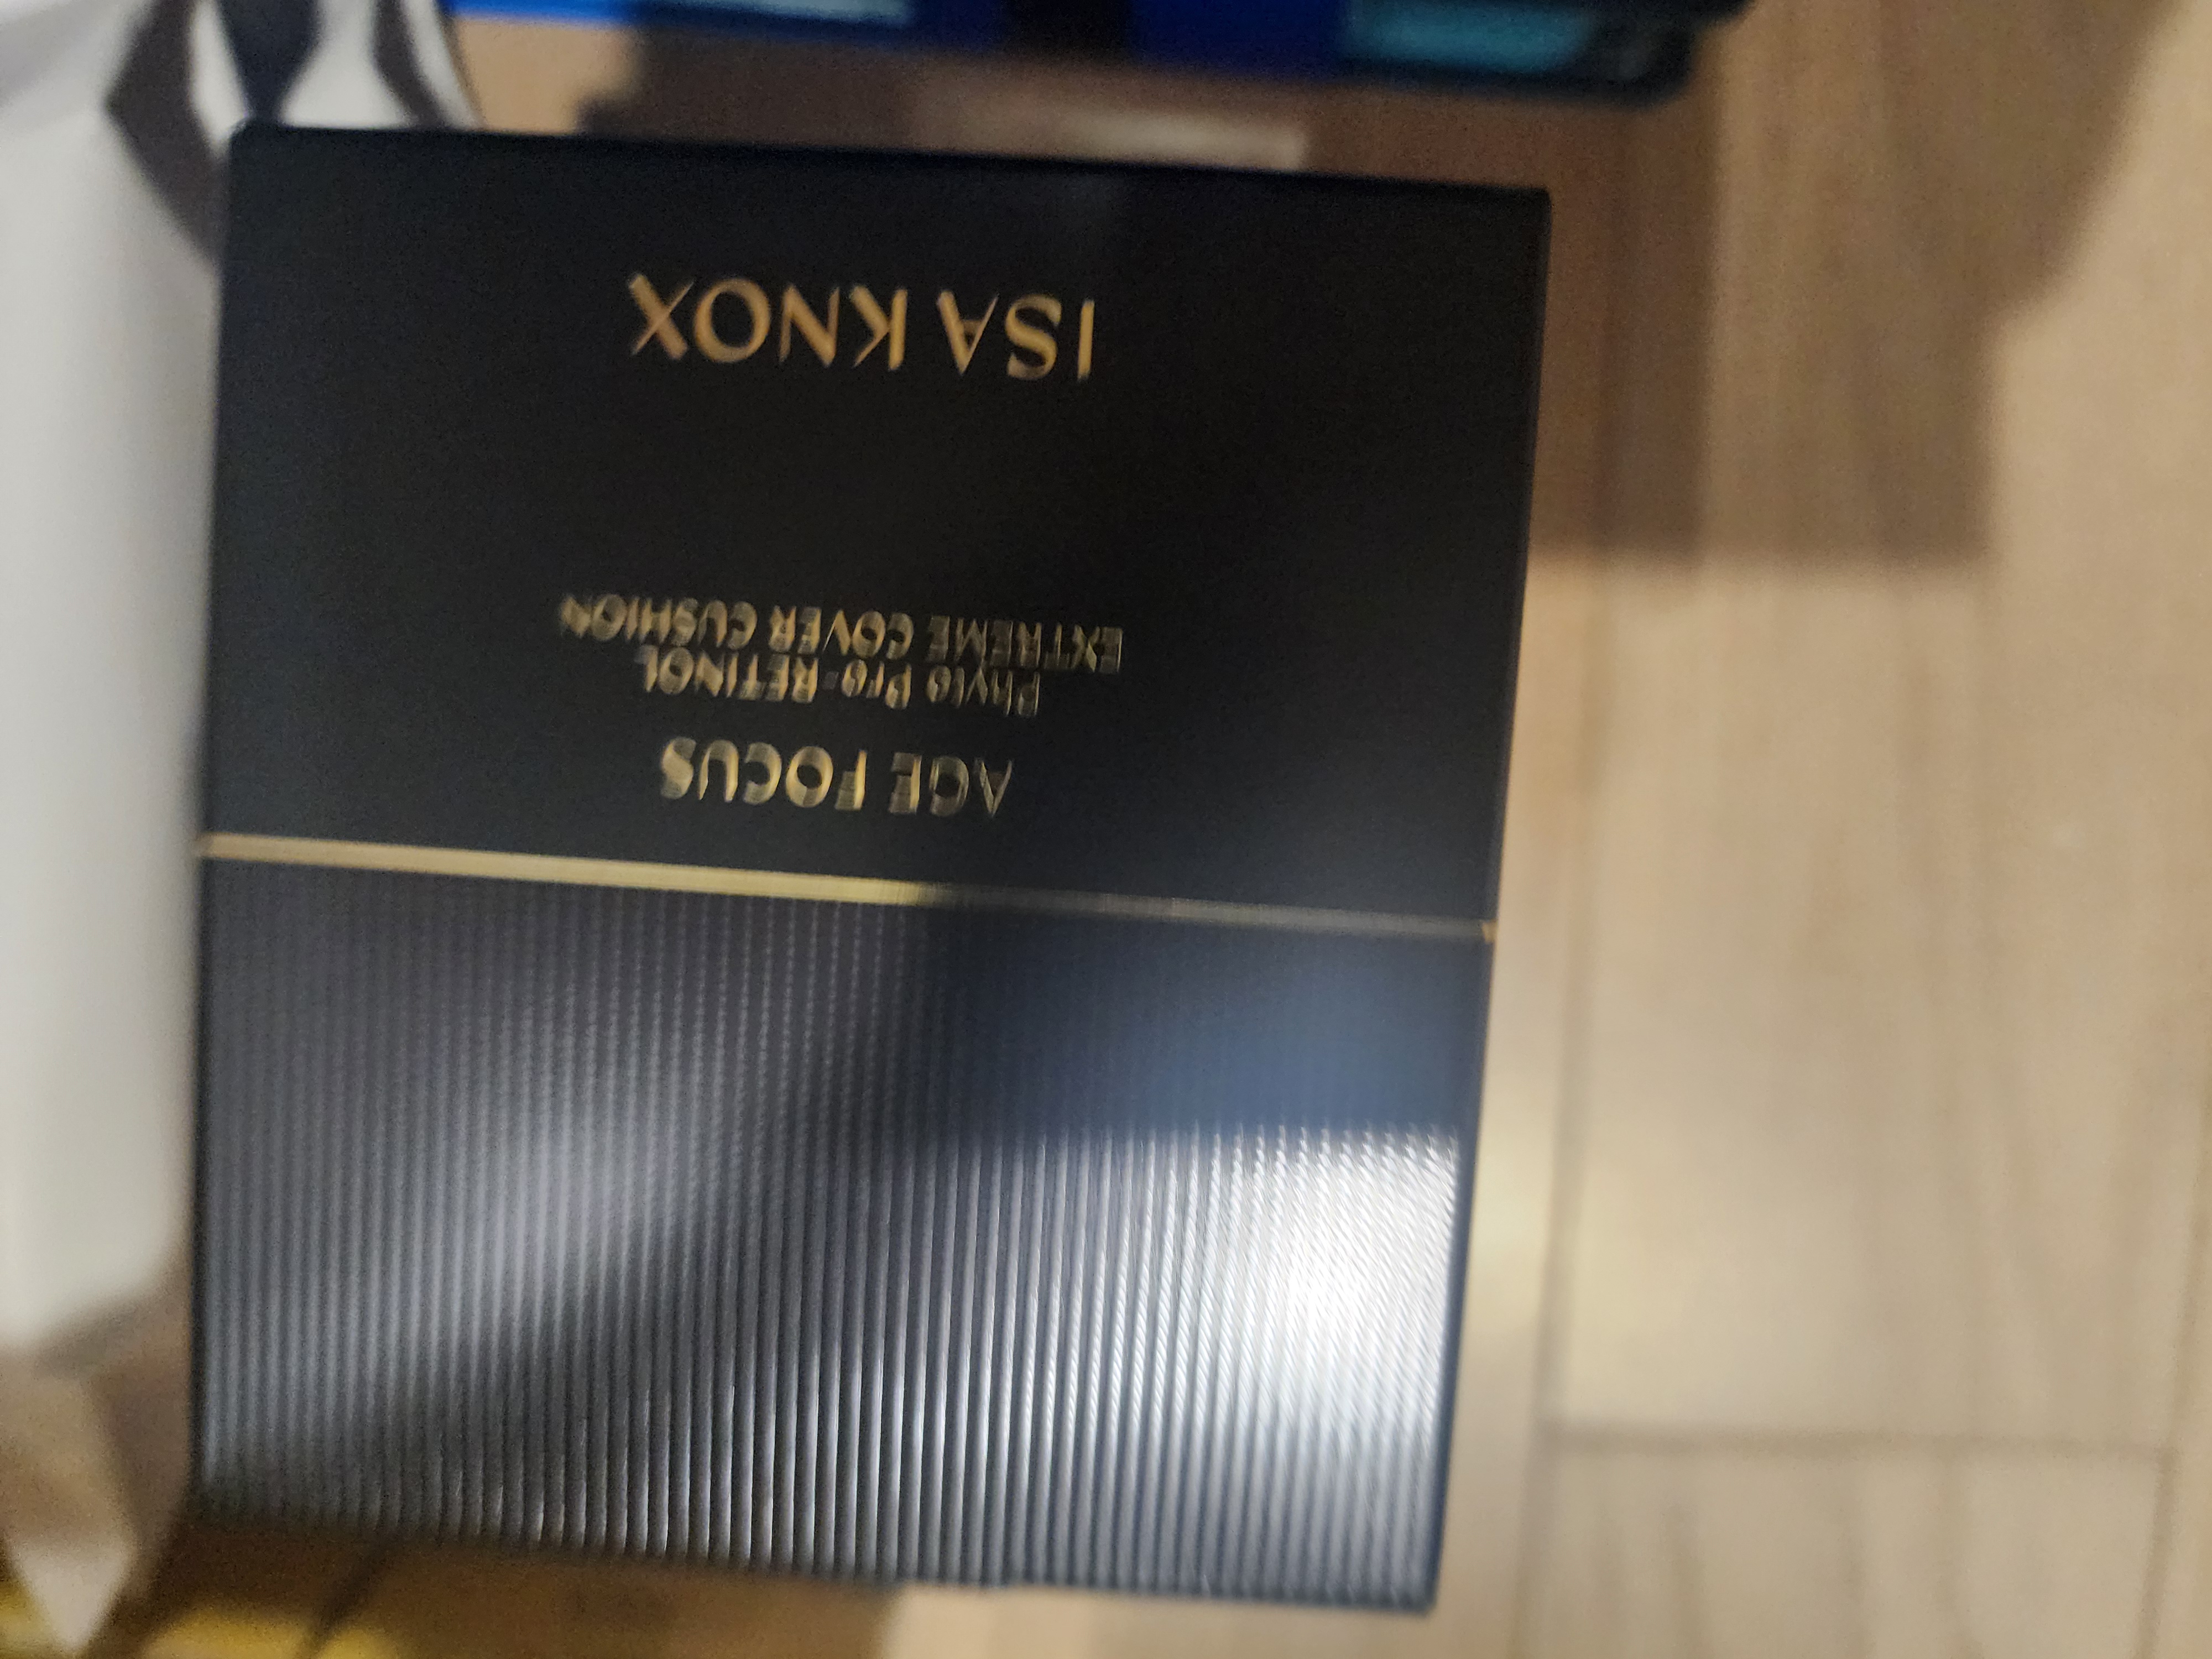 AGE FOCUS
Phyto Pro-RETINOL
EXTREME COVER CUSHION
ISA KNOX